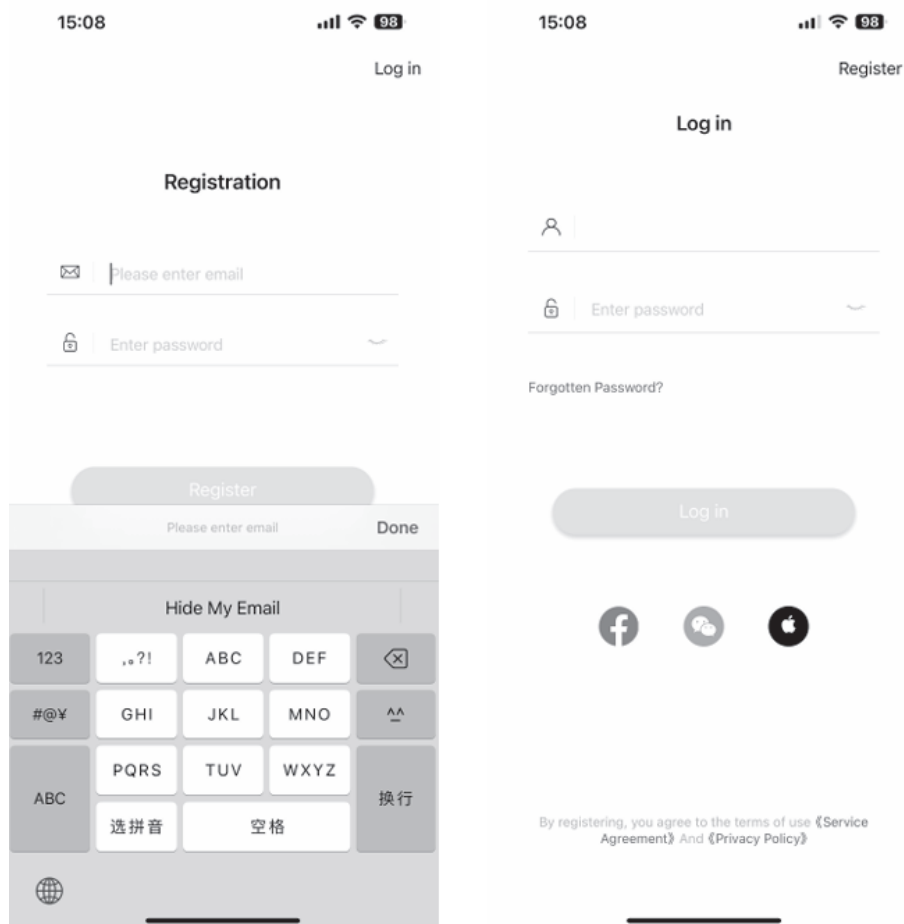 15:08
98
Log in
Registration
Please enter email
Enter password
Register
Please enter email
Done
Hide My Email
123
,。?!
ABC
DEF
#@¥
GHI
JKL
MNO
^^
ABC
PQRS
TUV
WXYZ
换行
选拼音
空格
15:08
98
Register
Log in
Enter password
Forgotten Password?
Log in
By registering, you agree to the terms of use 《Service
Agreement》 And 《Privacy Policy》